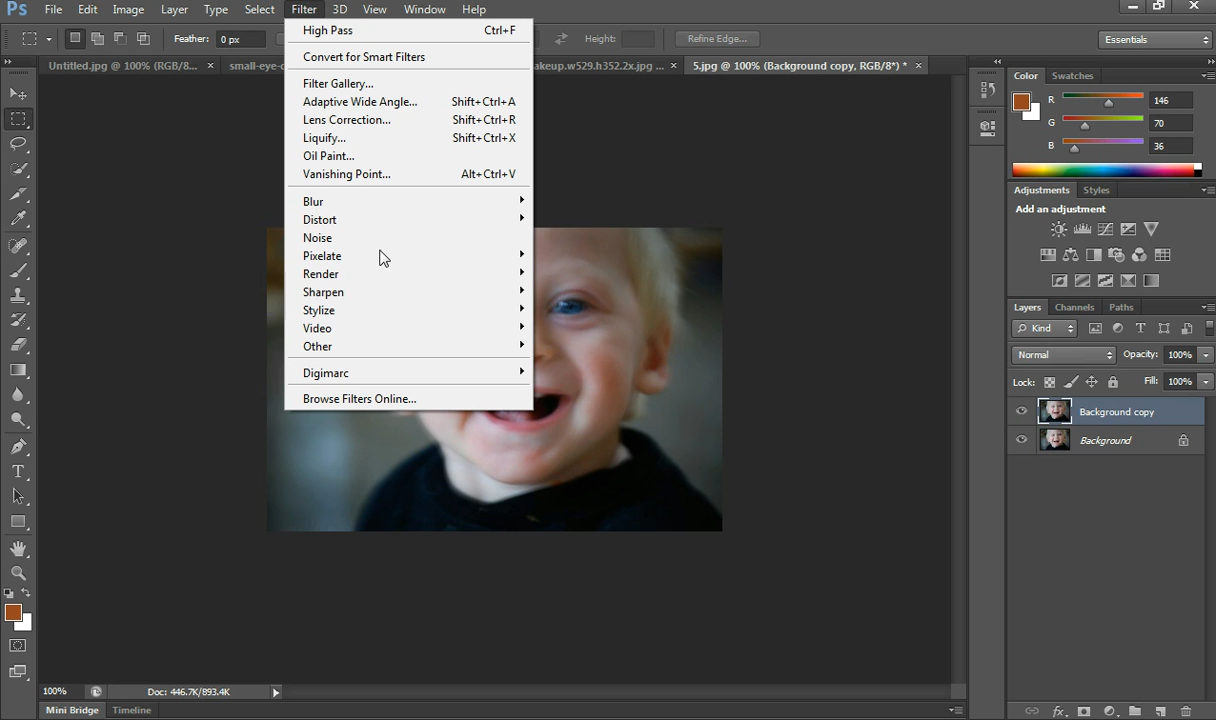 Ps File Edit Image Layer Type Select Filter 3D View Window Help
Feather: 0 px Height: Refine Edge... Essentials
Untitled.jpg @ 100% (RGB/8... × small-eye- akeup.w529.h352.2x.jpg ... × 5.jpg @ 100% (Background copy, RGB/8*) * ×
High Pass Ctrl+F
Convert for Smart Filters
Filter Gallery...
Adaptive Wide Angle... Shift+Ctrl+A
Lens Correction... Shift+Ctrl+R
Liquify... Shift+Ctrl+X
Oil Paint...
Vanishing Point... Alt+Ctrl+V
Blur
Distort
Noise
Pixelate
Render
Sharpen
Stylize
Video
Other
Digimarc
Browse Filters Online...
Color Swatches
R 146
G 70
B 36
Adjustments Styles
Add an adjustment
Layers Channels Paths
Kind
Normal Opacity: 100%
Lock: Fill: 100%
Background copy
Background
100% Doc: 446.7K/893.4K
Mini Bridge Timeline